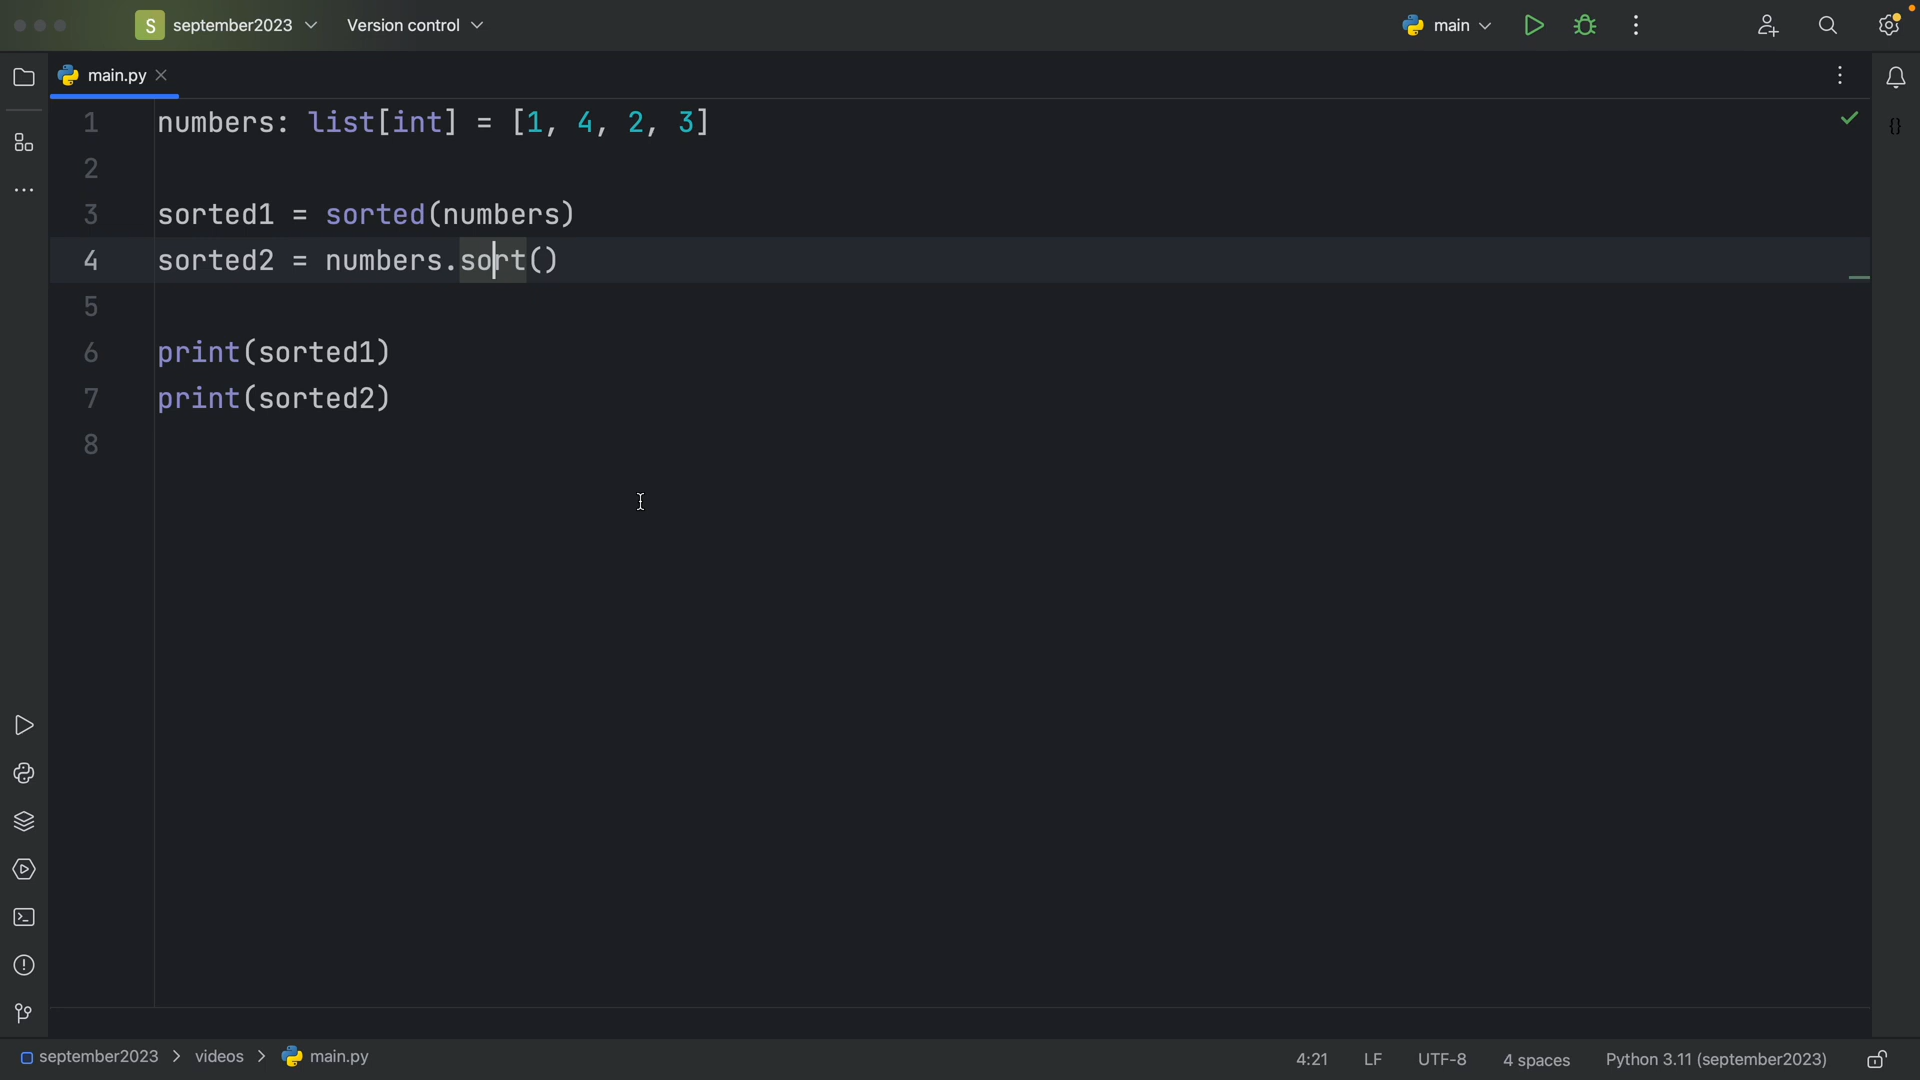 S september2023 Version control main
main.py
1 numbers: list[int] = [1, 4, 2, 3]
2
3 sorted1 = sorted(numbers)
4 sorted2 = numbers.sort()
5
6 print(sorted1)
7 print(sorted2)
8
september2023 > videos > main.py 4:21 LF UTF-8 4 spaces Python 3.11 (september2023)